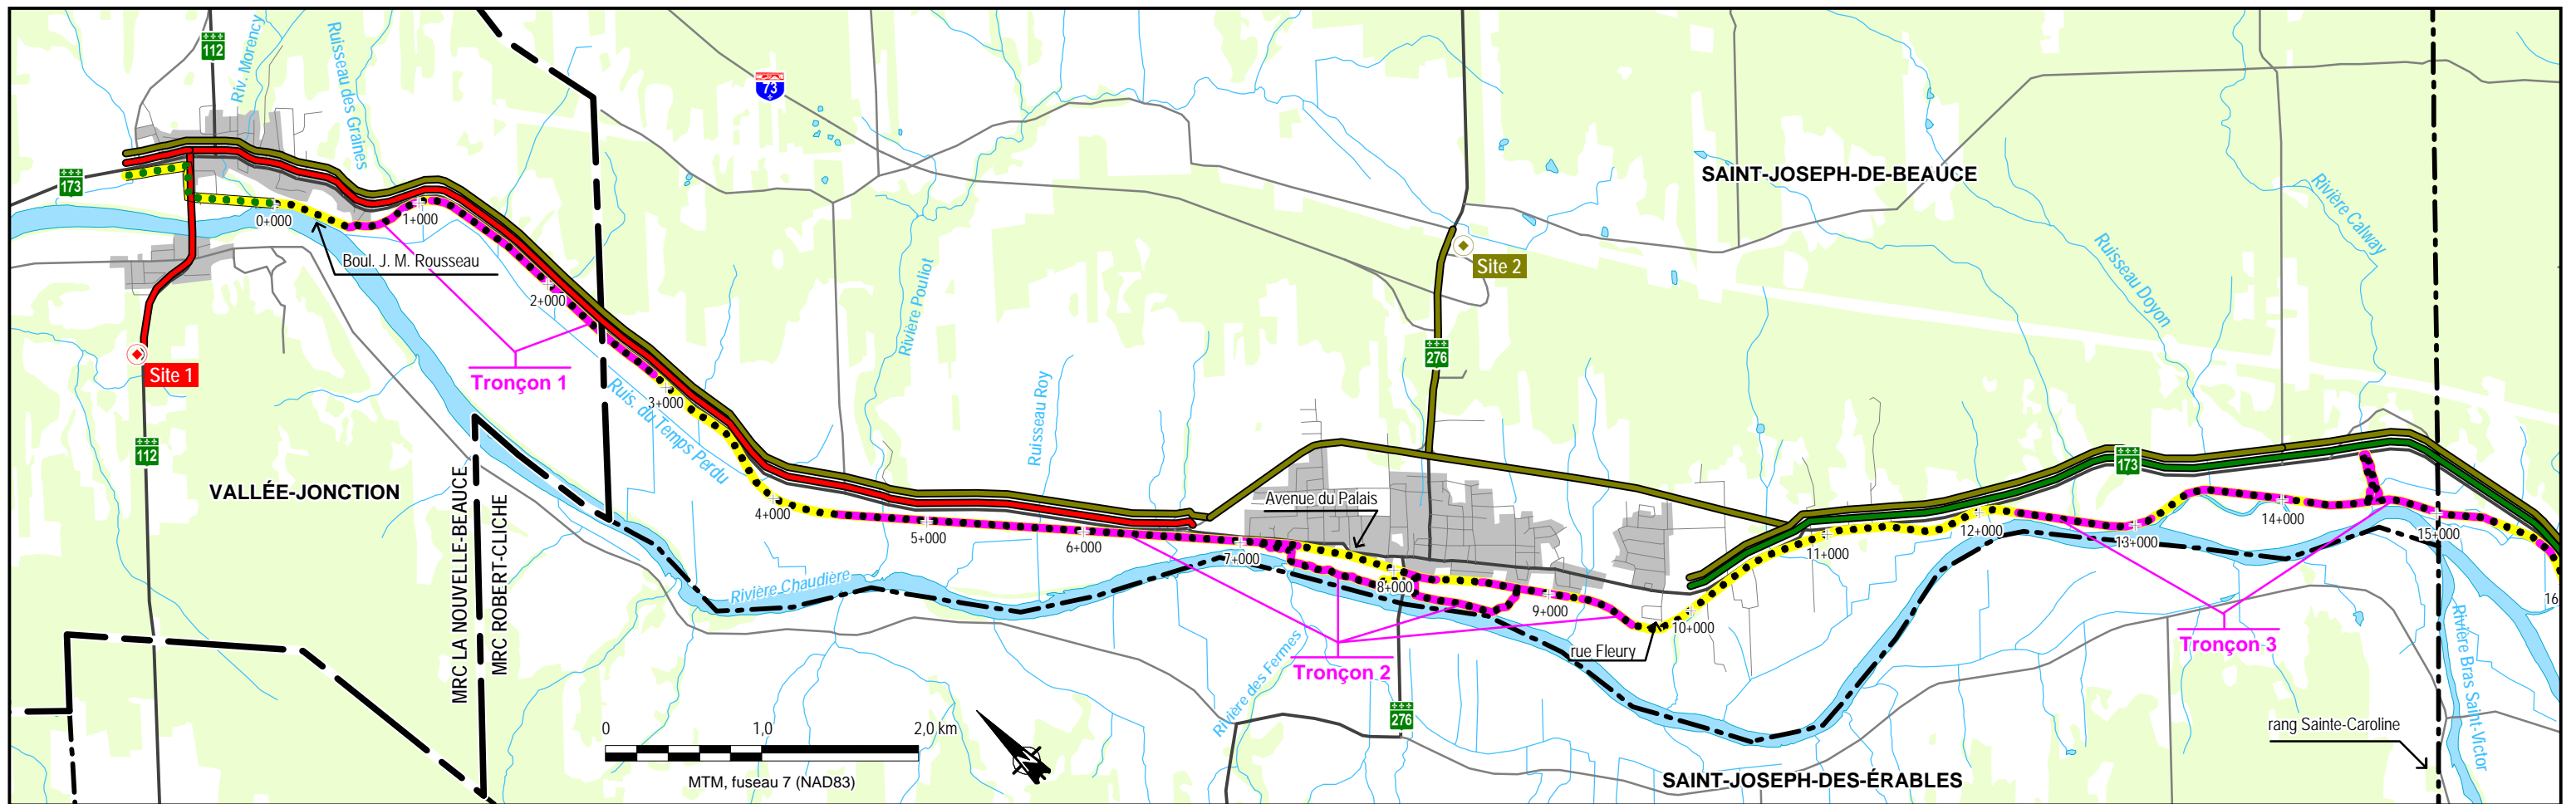 112
Riv. Morency
Ruisseau des Graines
73
173
0+000
1+000
Boul. J. M. Rousseau
2+000
Site 1
Tronçon 1
3+000
Ruis. du Temps Perdu
112
VALLÉE-JONCTION
MRC LA NOUVELLE-BEAUCE
MRC ROBERT-CLICHE
Rivière Pouliot
Ruisseau Roy
4+000
5+000
6+000
7+000
Rivière Chaudière
SAINT-JOSEPH-DE-BEAUCE
Site 2
276
Avenue du Palais
8+000
9+000
10+000
rue Fleury
Tronçon 2
Rivière des Fermes
276
11+000
12+000
13+000
14+000
15+000
16
173
Ruisseau Doyon
Rivière Calway
Tronçon 3
Rivière Bras Saint-Victor
rang Sainte-Caroline
SAINT-JOSEPH-DES-ÉRABLES
0 1,0 2,0 km
MTM, fuseau 7 (NAD83)
N